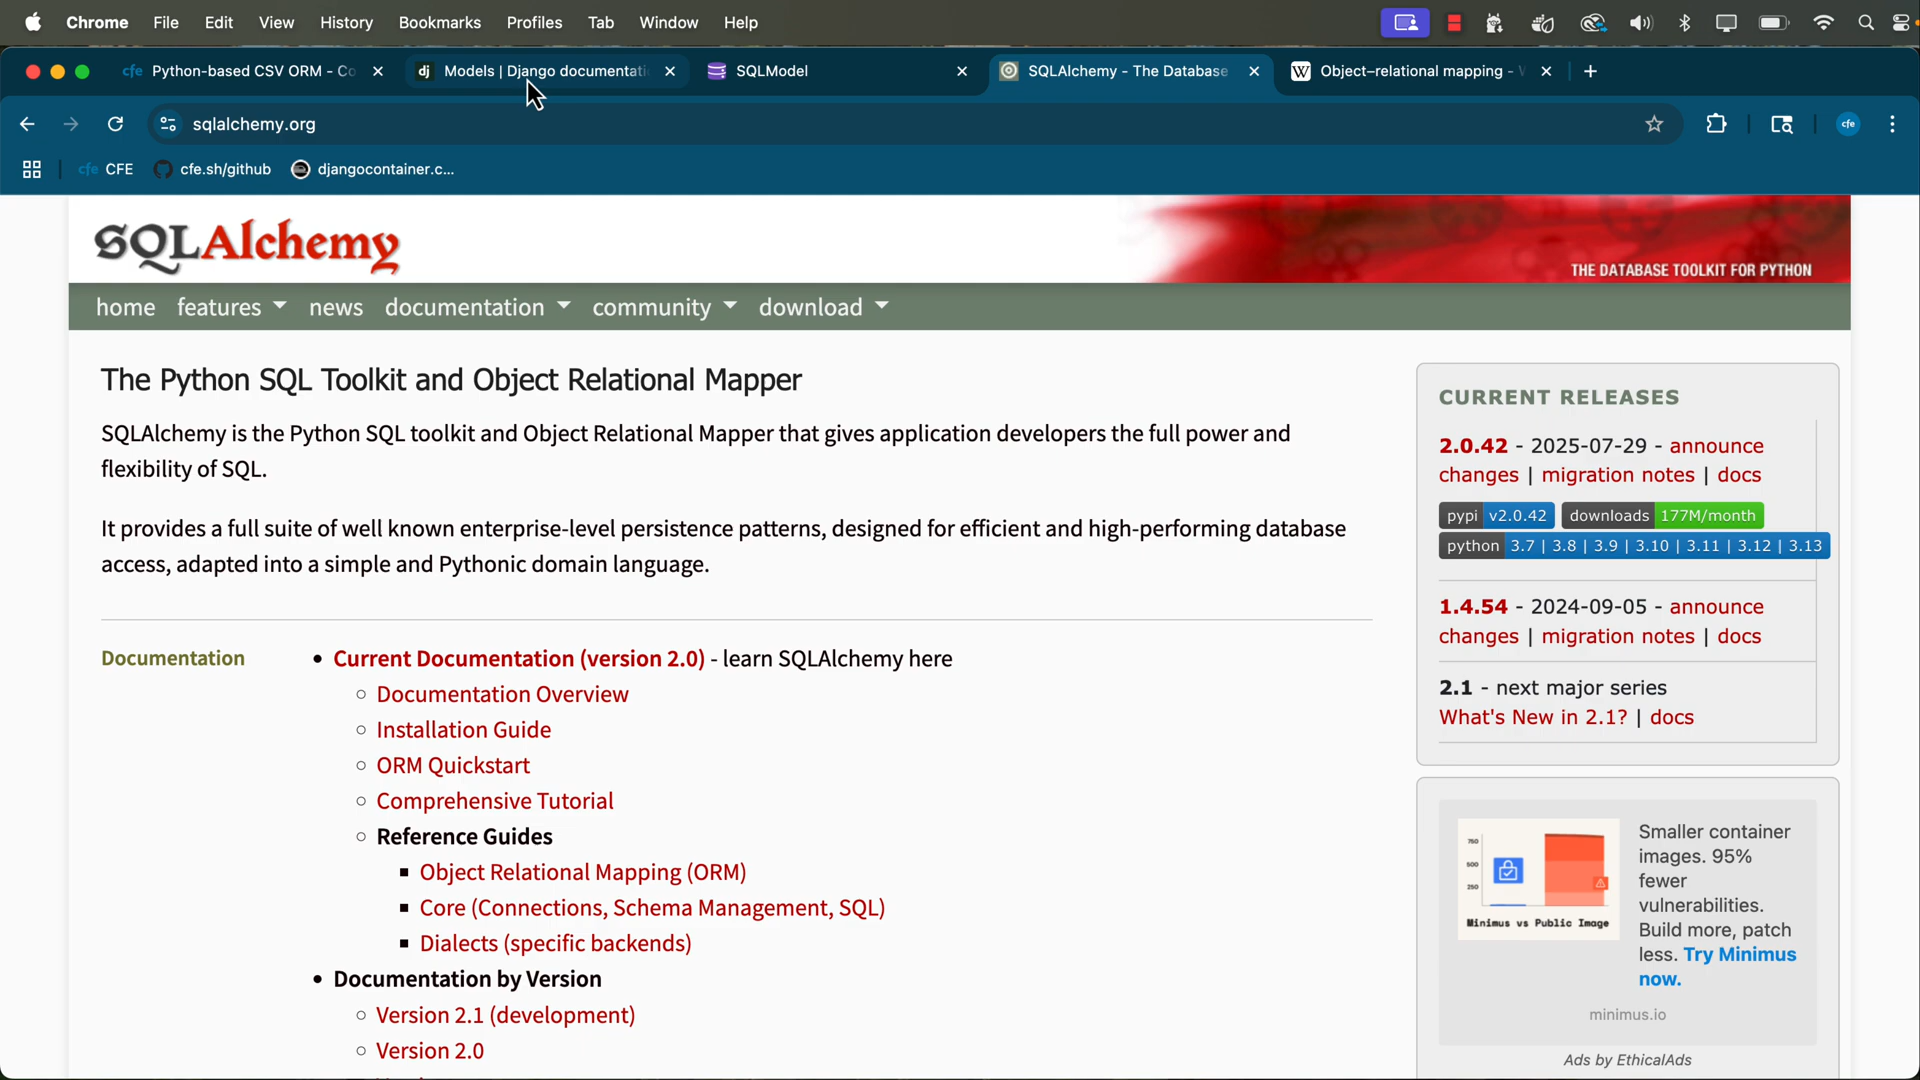 Chrome File Edit View History Bookmarks Profiles Tab Window Help
cfe Python-based CSV ORM - Co
dj Models | Django documentati
SQLModel
SQLAlchemy - The Database
W Object–relational mapping - W
sqlalchemy.org
cfe
cfe CFE cfe.sh/github djangocontainer.c...
SQLAlchemy
THE DATABASE TOOLKIT FOR PYTHON
home features news documentation community download
The Python SQL Toolkit and Object Relational Mapper
SQLAlchemy is the Python SQL toolkit and Object Relational Mapper that gives application developers the full power and
flexibility of SQL.
It provides a full suite of well known enterprise-level persistence patterns, designed for efficient and high-performing database
access, adapted into a simple and Pythonic domain language.
Documentation
Current Documentation (version 2.0) - learn SQLAlchemy here
Documentation Overview
Installation Guide
ORM Quickstart
Comprehensive Tutorial
Reference Guides
Object Relational Mapping (ORM)
Core (Connections, Schema Management, SQL)
Dialects (specific backends)
Documentation by Version
Version 2.1 (development)
Version 2.0
CURRENT RELEASES
2.0.42 - 2025-07-29 - announce
changes | migration notes | docs
pypi v2.0.42 downloads 177M/month
python 3.7 | 3.8 | 3.9 | 3.10 | 3.11 | 3.12 | 3.13
1.4.54 - 2024-09-05 - announce
changes | migration notes | docs
2.1 - next major series
What's New in 2.1? | docs
750
500
250
Minimus vs Public Image
Smaller container
images. 95%
fewer
vulnerabilities.
Build more, patch
less. Try Minimus
now.
minimus.io
Ads by EthicalAds